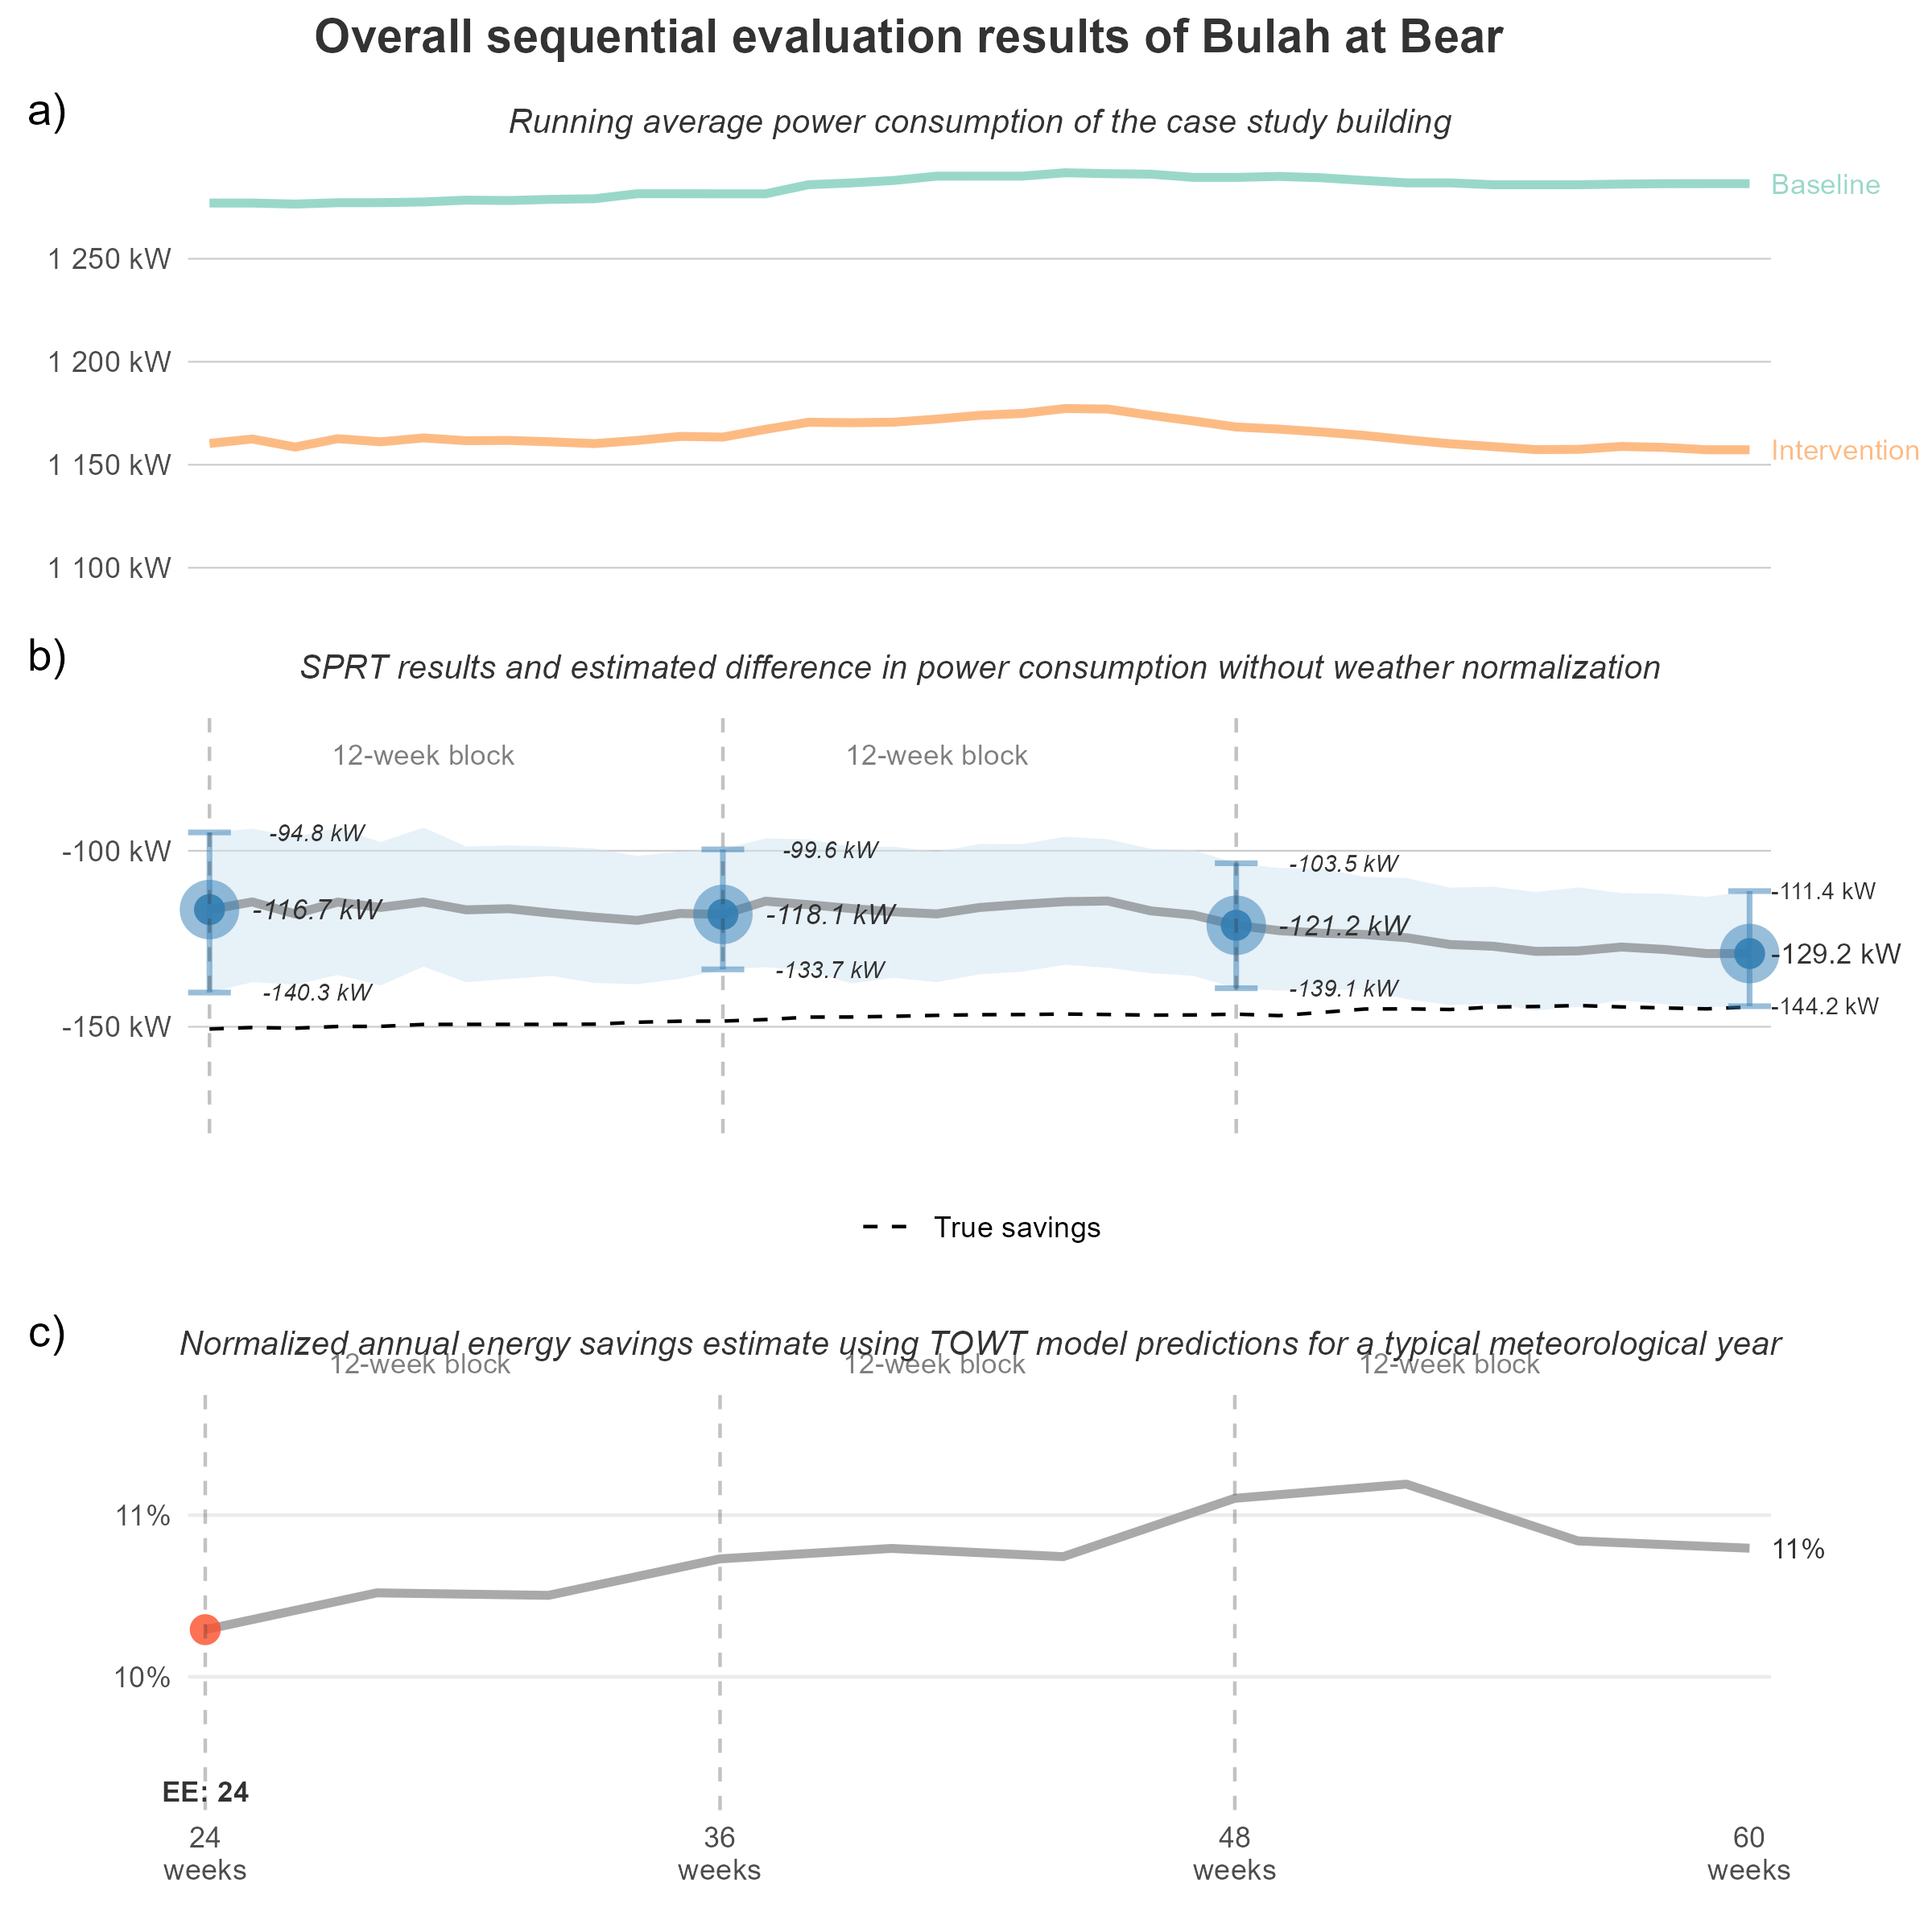 Overall sequential evaluation results of Bulah at Bear
a)
Running average power consumption of the case study building
Baseline
1 250 kW
1 200 kW
Intervention
1 150 kW
1 100 kW
b)
SPRT results and estimated difference in power consumption without weather normalization
12-week block
12-week block
-94.8 kW
-99.6 kW
-103.5 kW
-100 kW
-111.4 kW
-116.7 kW
-118.1 kW
-121.2 kW
-129.2 kW
-133.7 kW
-140.3 kW
-139.1 kW
-144.2 kW
-150 kW
True savings
c)
Normalized annual energy savings estimate using TOWT model predictions for a typical meteorological year
12-week block
12-week block
12-week block
11%
11%
10%
EE: 24
24
weeks
36
weeks
48
weeks
60
weeks